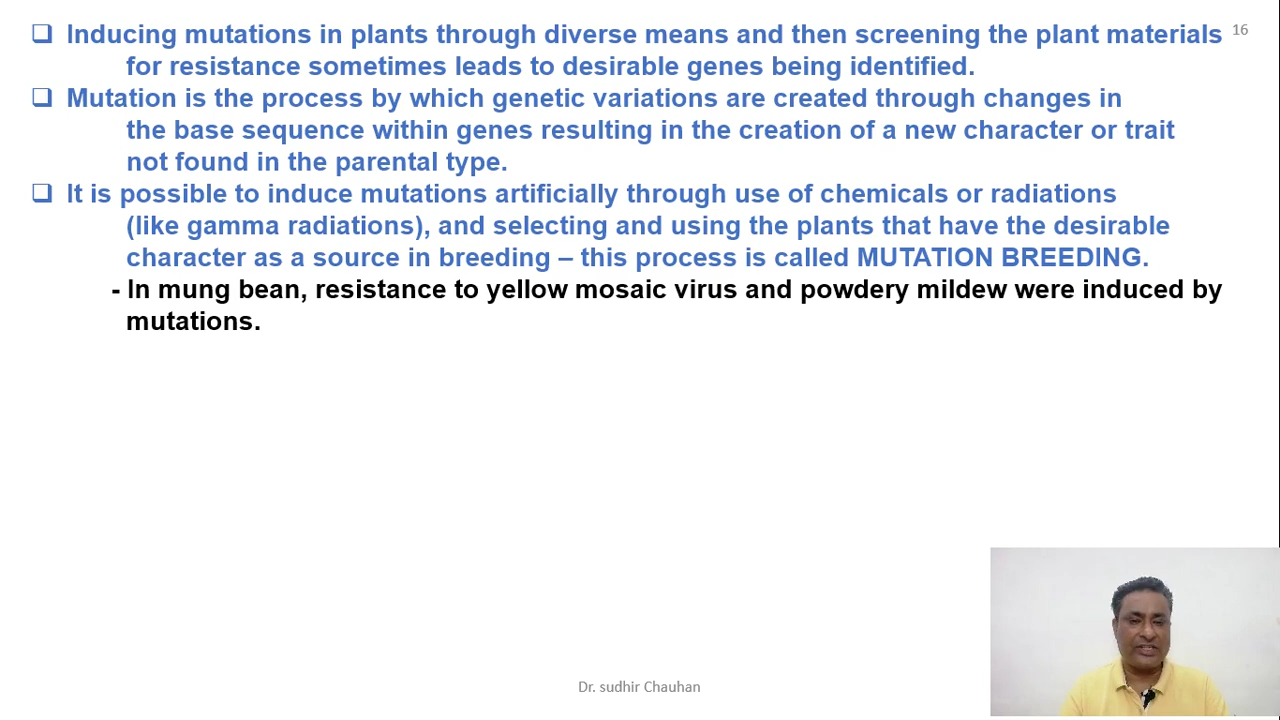 ❑ Inducing mutations in plants through diverse means and then screening the plant materials 16
for resistance sometimes leads to desirable genes being identified.
❑ Mutation is the process by which genetic variations are created through changes in
the base sequence within genes resulting in the creation of a new character or trait
not found in the parental type.
❑ It is possible to induce mutations artificially through use of chemicals or radiations
(like gamma radiations), and selecting and using the plants that have the desirable
character as a source in breeding – this process is called MUTATION BREEDING.
- In mung bean, resistance to yellow mosaic virus and powdery mildew were induced by
mutations.
Dr. sudhir Chauhan